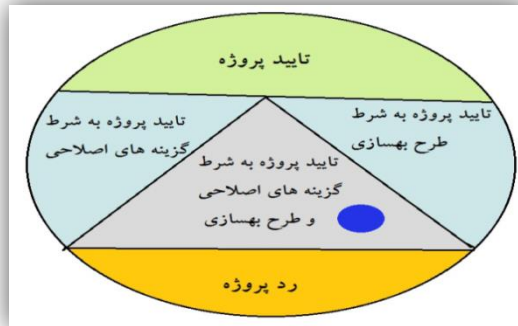 تایید پروژه
تایید پروژه به شرط
طرح بهسازی
تایید پروژه به شرط
گزینه های اصلاحی
تایید پروژه به شرط
گزینه های اصلاحی
و طرح بهسازی
رد پروژه